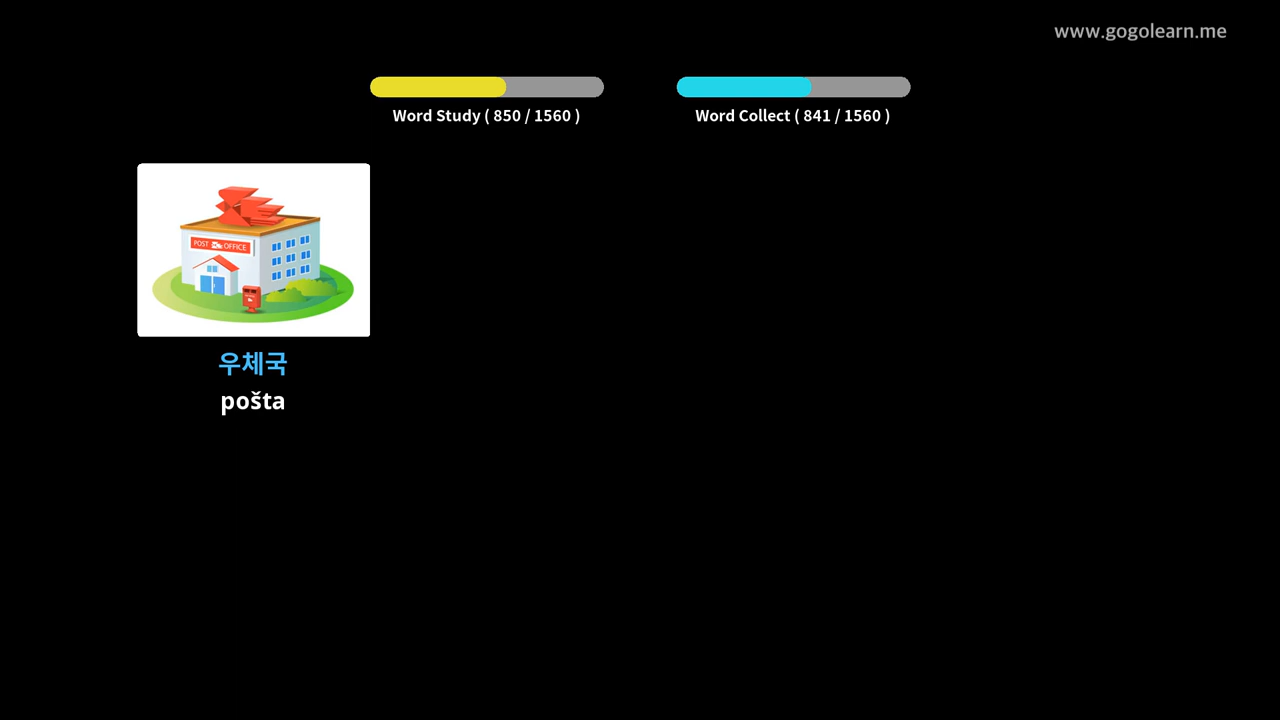 www.gogolearn.me
Word Study ( 850 / 1560 )
Word Collect ( 841 / 1560 )
POST OFFICE
우체국
pošta